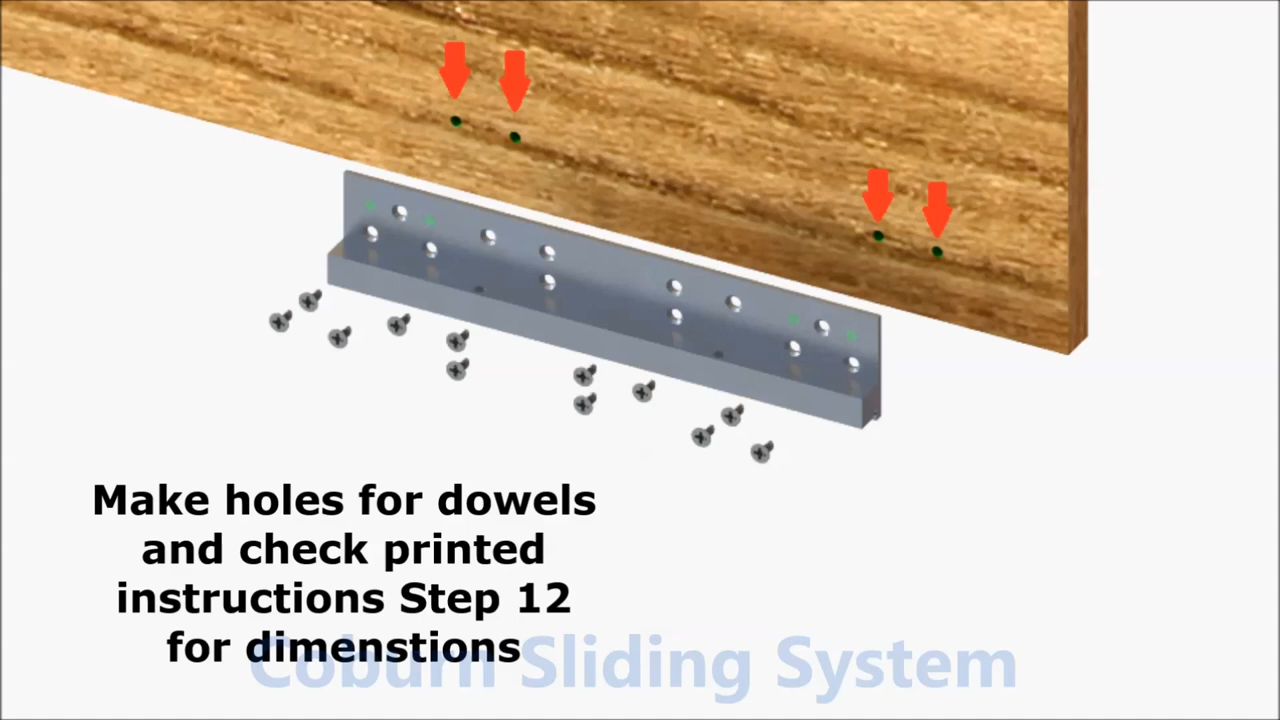 Make holes for dowels
and check printed
instructions Step 12
for dimenstions
Coburn Sliding System